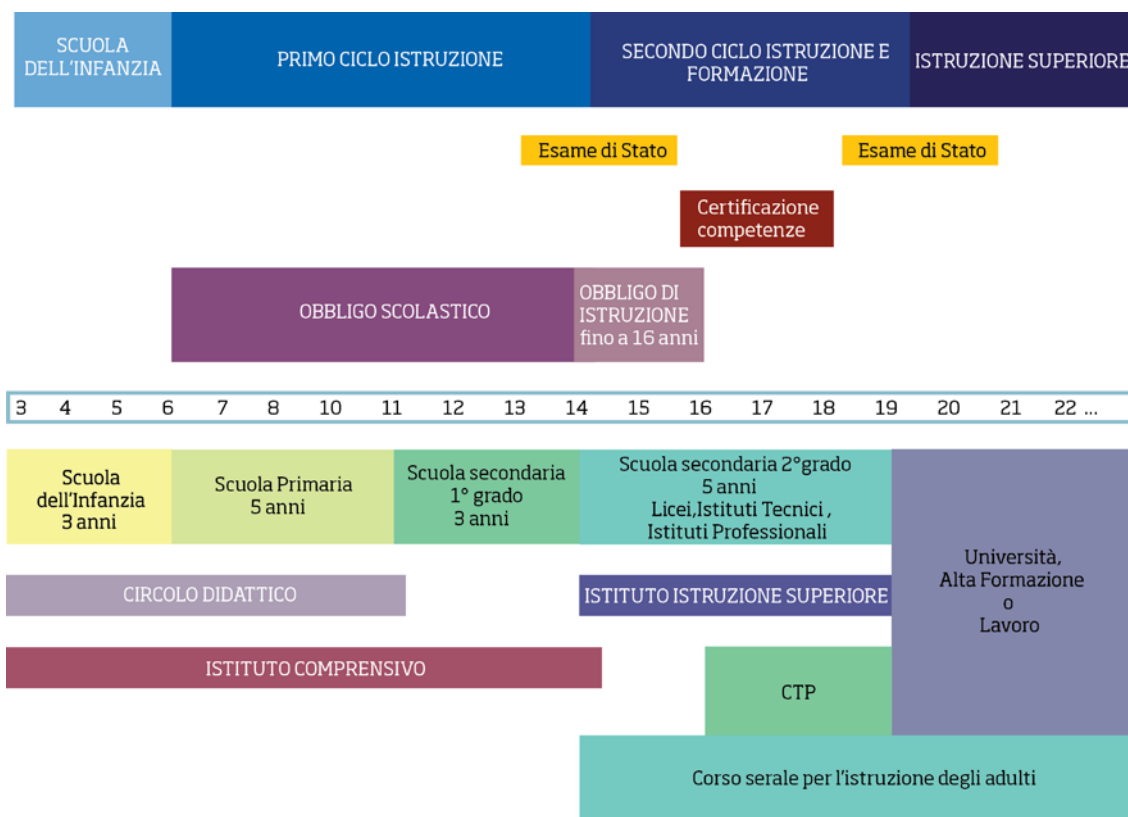 SCUOLA
DELL'INFANZIA
PRIMO CICLO ISTRUZIONE
SECONDO CICLO ISTRUZIONE E
FORMAZIONE
ISTRUZIONE SUPERIORE
Esame di Stato
Esame di Stato
Certificazione
competenze
OBBLIGO SCOLASTICO
OBBLIGO DI
ISTRUZIONE
fino a 16 anni
3 4 5 6 7 8 10 11 12 13 14 15 16 17 18 19 20 21 22 ...
Scuola
dell'Infanzia
3 anni
Scuola Primaria
5 anni
Scuola secondaria
1° grado
3 anni
Scuola secondaria 2°grado
5 anni
Licei,Istituti Tecnici ,
Istituti Professionali
Università,
Alta Formazione
o
Lavoro
CIRCOLO DIDATTICO
ISTITUTO ISTRUZIONE SUPERIORE
ISTITUTO COMPRENSIVO
CTP
Corso serale per l'istruzione degli adulti